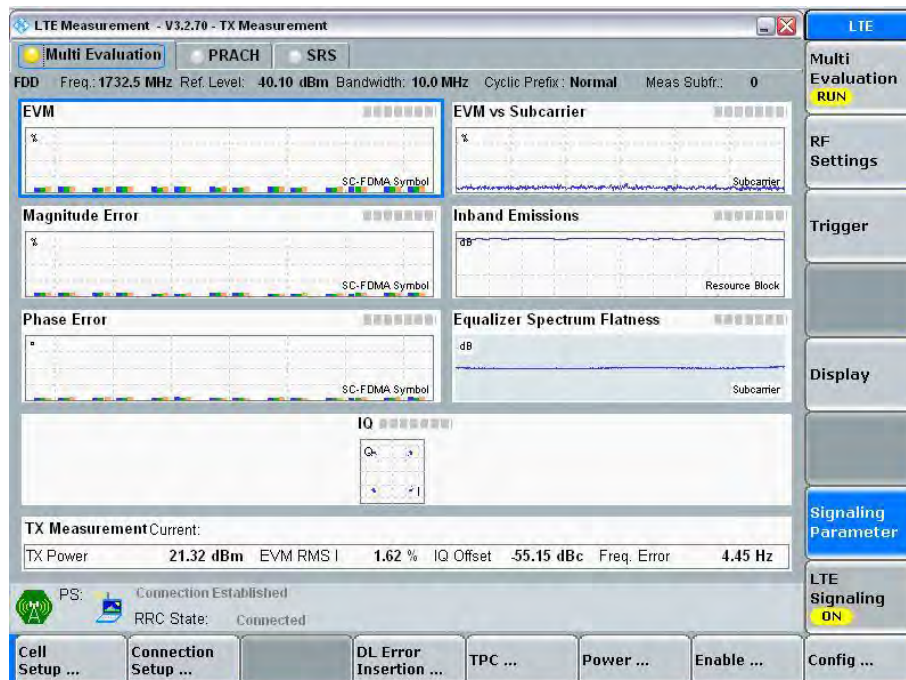 LTE Measurement - V3.2.70 - TX Measurement
LTE
Multi Evaluation PRACH SRS
Multi
Evaluation
RUN
FDD Freq.: 1732.5 MHz Ref. Level: 40.10 dBm Bandwidth: 10.0 MHz Cyclic Prefix: Normal Meas Subfr.: 0
EVM
%
SC-FDMA Symbol
EVM vs Subcarrier
%
Subcarrier
RF
Settings
Magnitude Error
%
SC-FDMA Symbol
Inband Emissions
dB
Resource Block
Trigger
Phase Error
°
SC-FDMA Symbol
Equalizer Spectrum Flatness
dB
Subcarrier
Display
IQ
Q
I
Signaling
Parameter
TX Measurement Current:
TX Power 21.32 dBm EVM RMS l 1.62 % IQ Offset -55.15 dBc Freq. Error 4.45 Hz
PS: Connection Established
RRC State: Connected
LTE
Signaling
ON
Cell
Setup ...
Connection
Setup ...
DL Error
Insertion ...
TPC ...
Power ...
Enable ...
Config ...